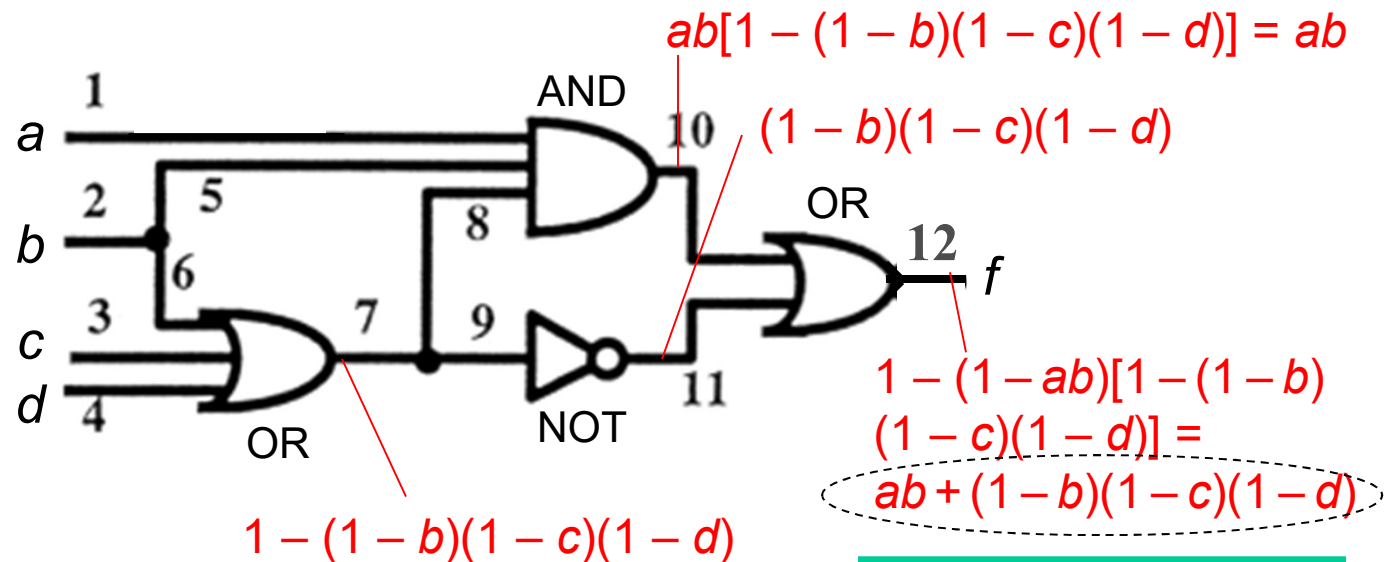 ab[1 – (1 – b)(1 – c)(1 – d)] = ab
1
AND
a
10
(1 – b)(1 – c)(1 – d)
2
5
8
OR
b
12
f
6
3
7
9
c
1 – (1 – ab)[1 – (1 – b)
d
4
11
NOT
(1 – c)(1 – d)] =
OR
ab + (1 – b)(1 – c)(1 – d)
1 – (1 – b)(1 – c)(1 – d)